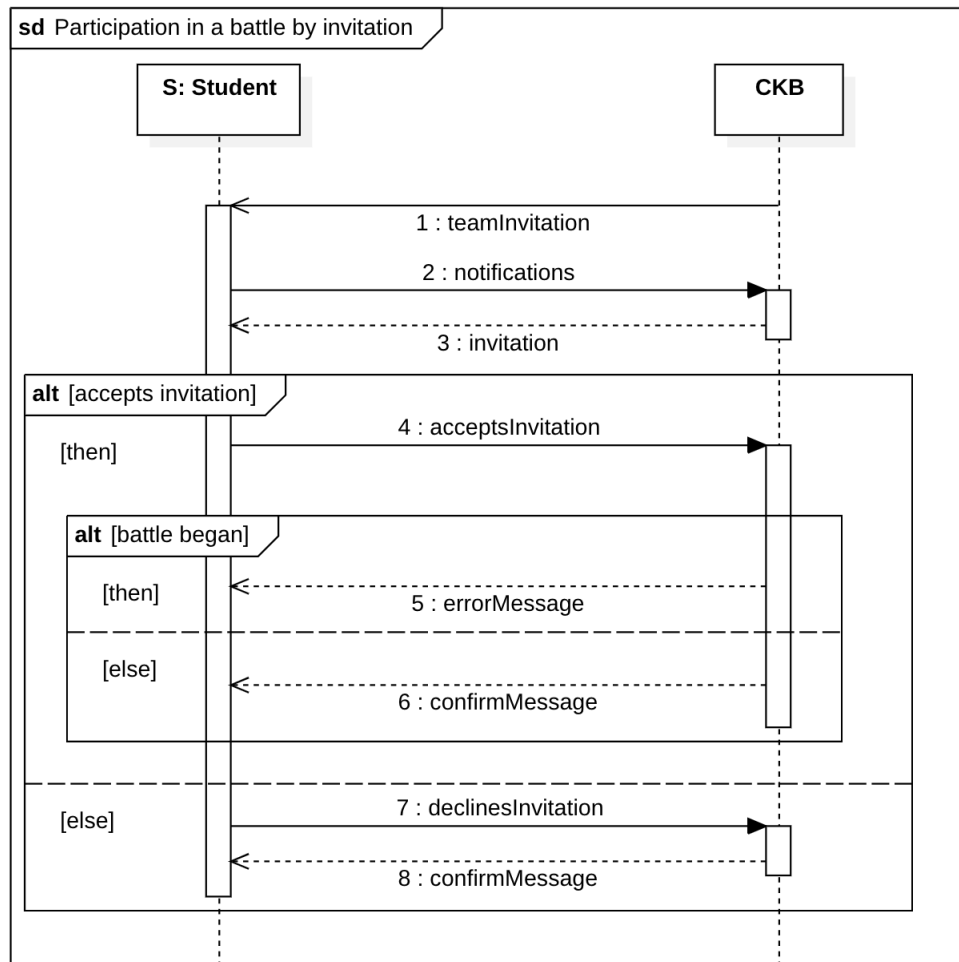 sd Participation in a battle by invitation
S: Student
CKB
1 : teamInvitation
2 : notifications
3 : invitation
alt [accepts invitation]
4 : acceptsInvitation
[then]
alt [battle began]
[then]
5 : errorMessage
[else]
6 : confirmMessage
7 : declinesInvitation
[else]
8 : confirmMessage